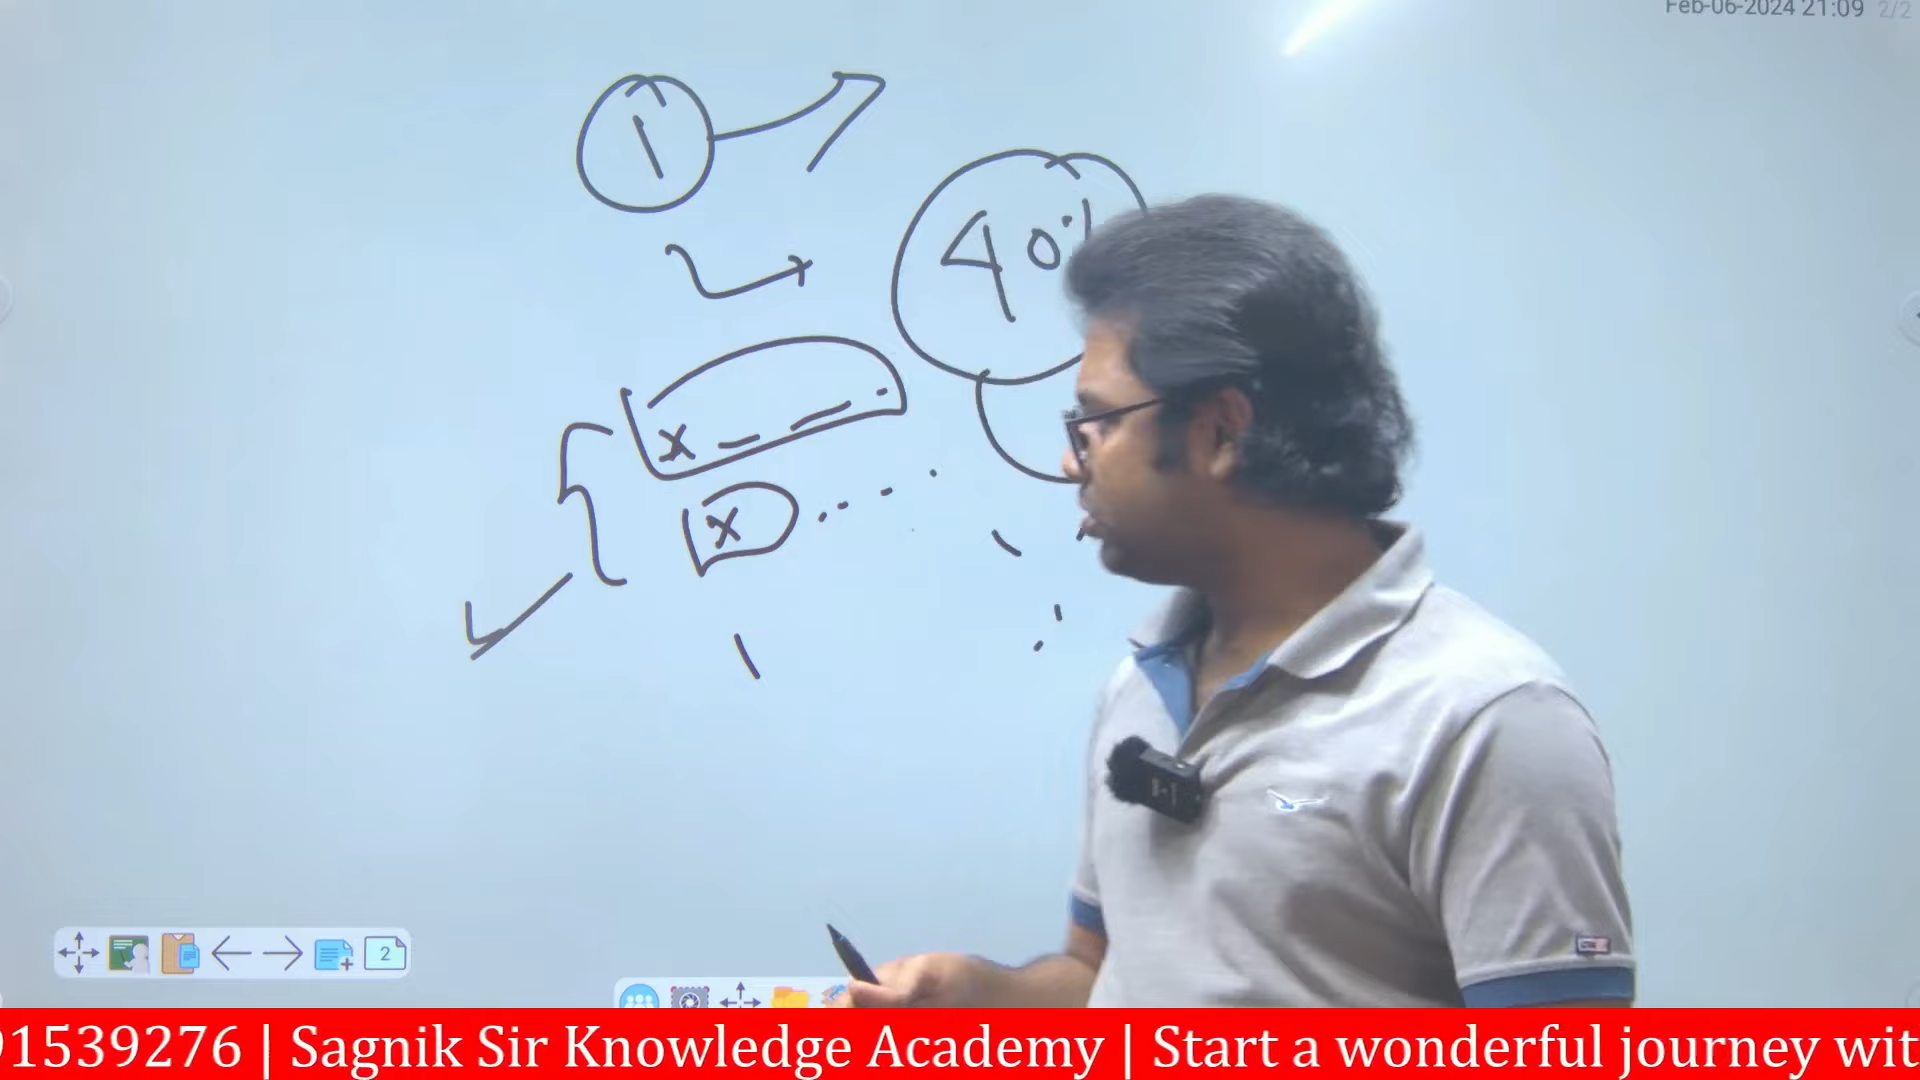 Feb-06-2024 21:09 2/2
1
40%
x
x
2
91539276 | Sagnik Sir Knowledge Academy | Start a wonderful journey wit